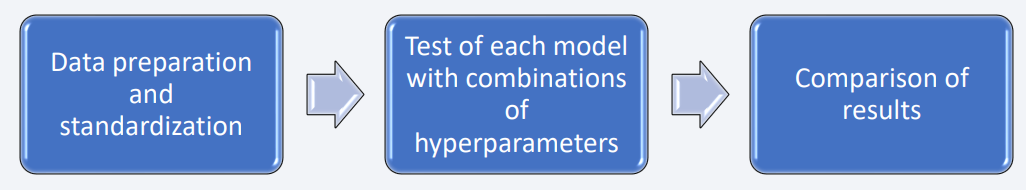 Data preparation
and
standardization
Test of each model
with combinations
of
hyperparameters
Comparison of
results